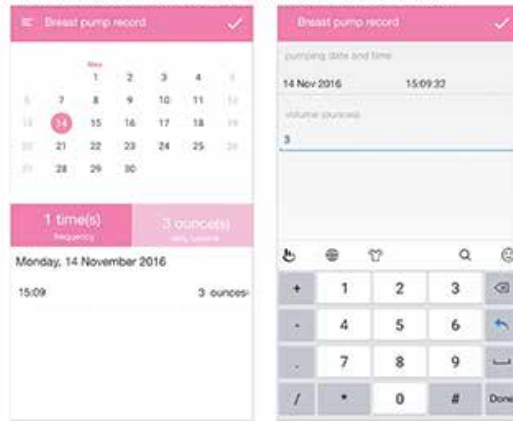 Breast pump record
Nov
1 2 3 4 5
6 7 8 9 10 11 12
13 14 15 16 17 18 19
20 21 22 23 24 25 26
27 28 29 30
1 time(s) 3 ounce(s)
frequency
Monday, 14 November 2016
15:09 3 ounces
Breast pump record
pumping date and time
14 Nov 2016 15:09:32
volume (ounces)
3
+ 1 2 3
- 4 5 6
. 7 8 9
/ * 0 # Done